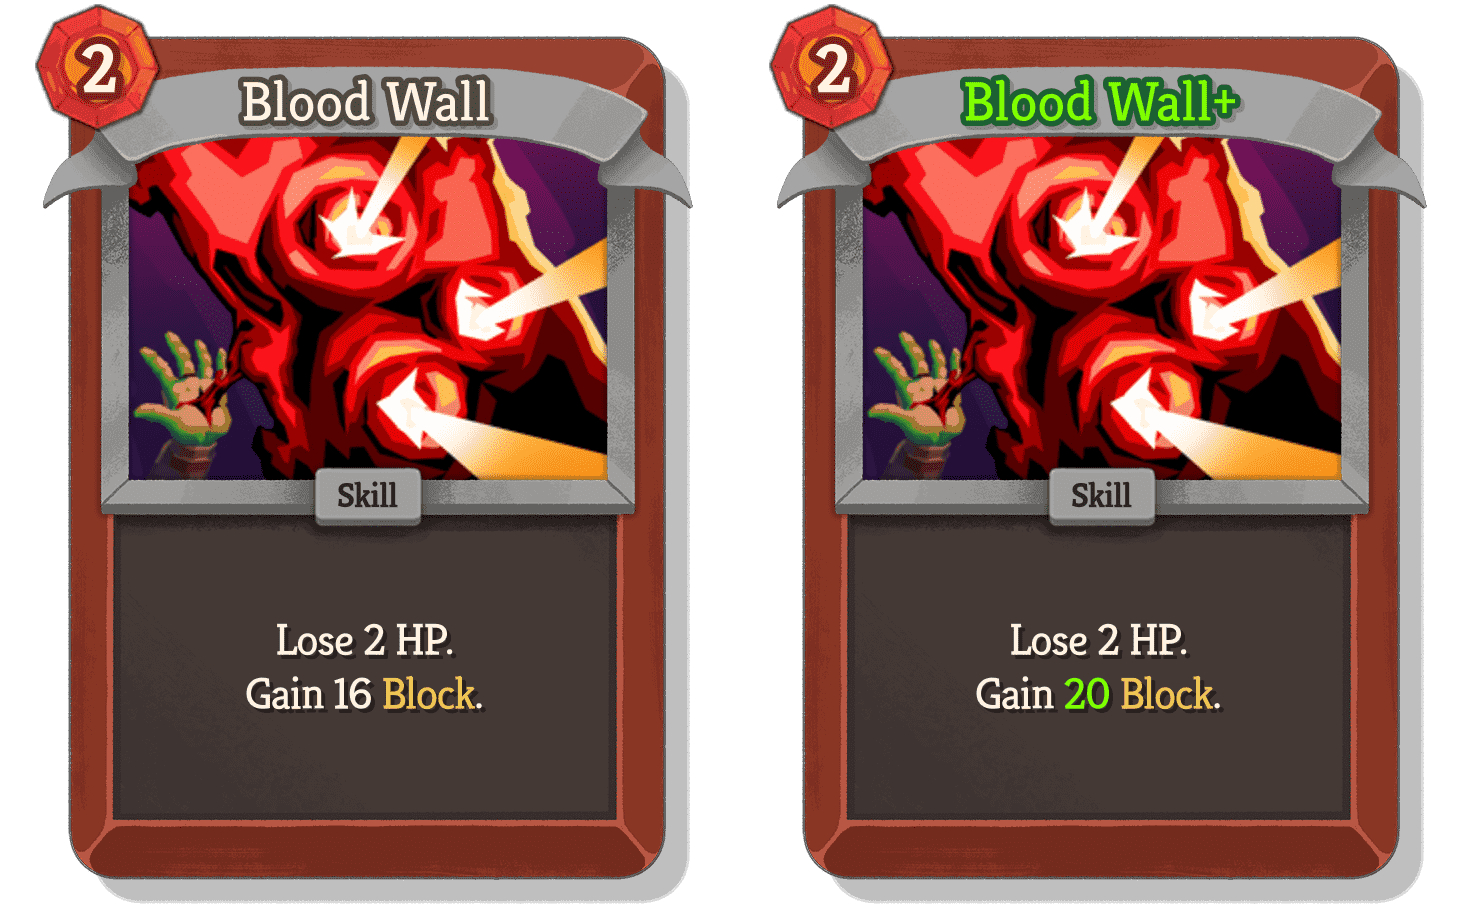 2
Blood Wall
Skill
Lose 2 HP.
Gain 16 Block.
2
Blood Wall+
Skill
Lose 2 HP.
Gain 20 Block.